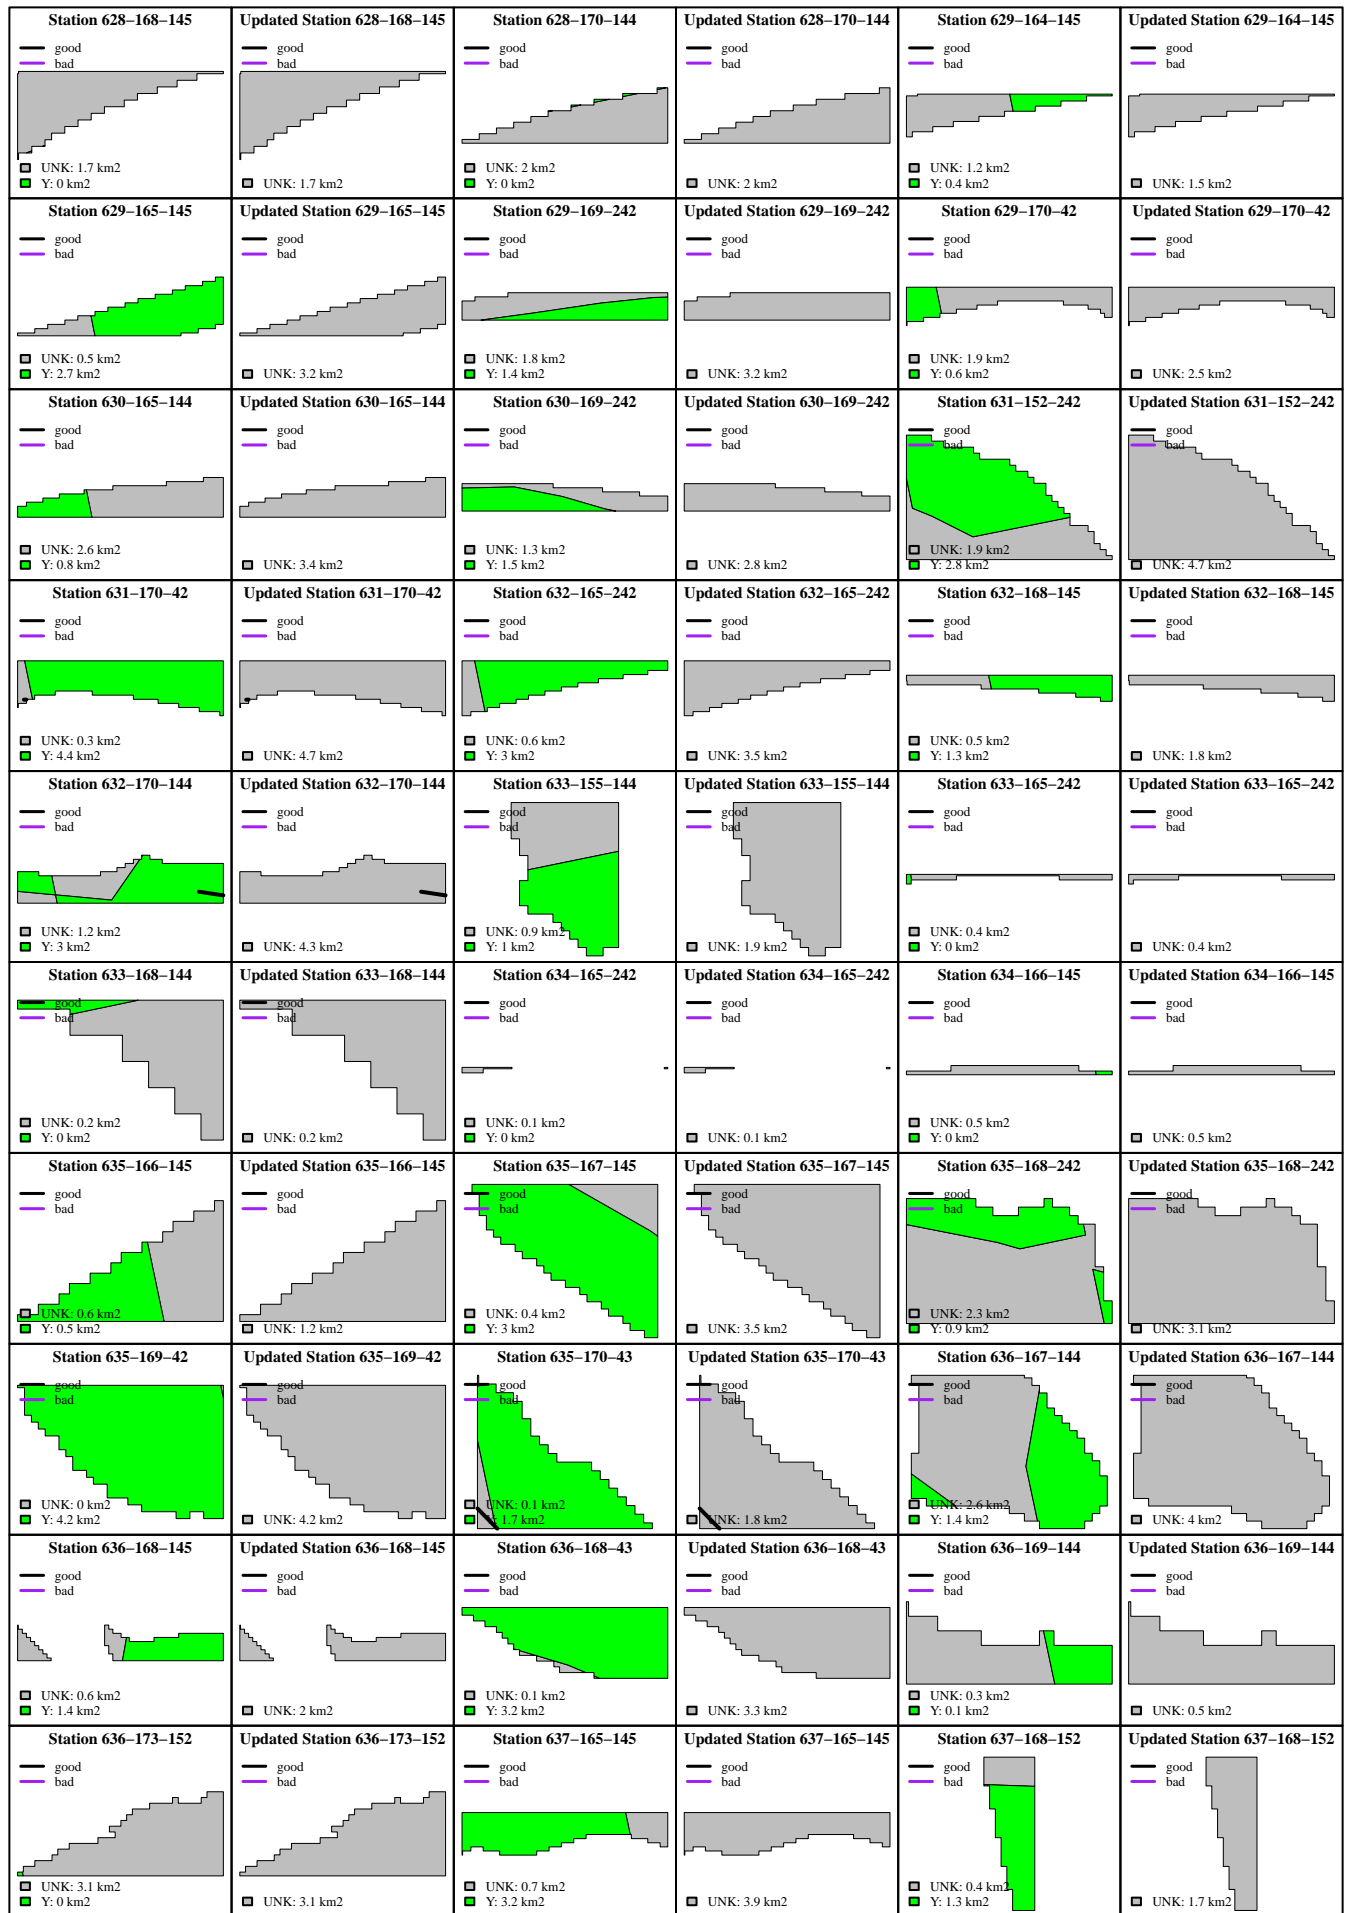 Station 628−168−145
good
bad
UNK: 1.7 km2
Y: 0 km2
Updated Station 628−168−145
good
bad
UNK: 1.7 km2
Station 628−170−144
good
bad
UNK: 2 km2
Y: 0 km2
Updated Station 628−170−144
good
bad
UNK: 2 km2
Station 629−164−145
good
bad
UNK: 1.2 km2
Y: 0.4 km2
Updated Station 629−164−145
good
bad
UNK: 1.5 km2
Station 629−165−145
good
bad
UNK: 0.5 km2
Y: 2.7 km2
Updated Station 629−165−145
good
bad
UNK: 3.2 km2
Station 629−169−242
good
bad
UNK: 1.8 km2
Y: 1.4 km2
Updated Station 629−169−242
good
bad
UNK: 3.2 km2
Station 629−170−42
good
bad
UNK: 1.9 km2
Y: 0.6 km2
Updated Station 629−170−42
good
bad
UNK: 2.5 km2
Station 630−165−144
good
bad
UNK: 2.6 km2
Y: 0.8 km2
Updated Station 630−165−144
good
bad
UNK: 3.4 km2
Station 630−169−242
good
bad
UNK: 1.3 km2
Y: 1.5 km2
Updated Station 630−169−242
good
bad
UNK: 2.8 km2
Station 631−152−242
good
bad
UNK: 1.9 km2
Y: 2.8 km2
Updated Station 631−152−242
good
bad
UNK: 4.7 km2
Station 631−170−42
good
bad
UNK: 0.3 km2
Y: 4.4 km2
Updated Station 631−170−42
good
bad
UNK: 4.7 km2
Station 632−165−242
good
bad
UNK: 0.6 km2
Y: 3 km2
Updated Station 632−165−242
good
bad
UNK: 3.5 km2
Station 632−168−145
good
bad
UNK: 0.5 km2
Y: 1.3 km2
Updated Station 632−168−145
good
bad
UNK: 1.8 km2
Station 632−170−144
good
bad
UNK: 1.2 km2
Y: 3 km2
Updated Station 632−170−144
good
bad
UNK: 4.3 km2
Station 633−155−144
good
bad
UNK: 0.9 km2
Y: 1 km2
Updated Station 633−155−144
good
bad
UNK: 1.9 km2
Station 633−165−242
good
bad
UNK: 0.4 km2
Y: 0 km2
Updated Station 633−165−242
good
bad
UNK: 0.4 km2
Station 633−168−144
good
bad
UNK: 0.2 km2
Y: 0 km2
Updated Station 633−168−144
good
bad
UNK: 0.2 km2
Station 634−165−242
good
bad
UNK: 0.1 km2
Y: 0 km2
Updated Station 634−165−242
good
bad
UNK: 0.1 km2
Station 634−166−145
good
bad
UNK: 0.5 km2
Y: 0 km2
Updated Station 634−166−145
good
bad
UNK: 0.5 km2
Station 635−166−145
good
bad
UNK: 0.6 km2
Y: 0.5 km2
Updated Station 635−166−145
good
bad
UNK: 1.2 km2
Station 635−167−145
good
bad
UNK: 0.4 km2
Y: 3 km2
Updated Station 635−167−145
good
bad
UNK: 3.5 km2
Station 635−168−242
good
bad
UNK: 2.3 km2
Y: 0.9 km2
Updated Station 635−168−242
good
bad
UNK: 3.1 km2
Station 635−169−42
good
bad
UNK: 0 km2
Y: 4.2 km2
Updated Station 635−169−42
good
bad
UNK: 4.2 km2
Station 635−170−43
good
bad
UNK: 0.1 km2
Y: 1.7 km2
Updated Station 635−170−43
good
bad
UNK: 1.8 km2
Station 636−167−144
good
bad
UNK: 2.6 km2
Y: 1.4 km2
Updated Station 636−167−144
good
bad
UNK: 4 km2
Station 636−168−145
good
bad
UNK: 0.6 km2
Y: 1.4 km2
Updated Station 636−168−145
good
bad
UNK: 2 km2
Station 636−168−43
good
bad
UNK: 0.1 km2
Y: 3.2 km2
Updated Station 636−168−43
good
bad
UNK: 3.3 km2
Station 636−169−144
good
bad
UNK: 0.3 km2
Y: 0.1 km2
Updated Station 636−169−144
good
bad
UNK: 0.5 km2
Station 636−173−152
good
bad
UNK: 3.1 km2
Y: 0 km2
Updated Station 636−173−152
good
bad
UNK: 3.1 km2
Station 637−165−145
good
bad
UNK: 0.7 km2
Y: 3.2 km2
Updated Station 637−165−145
good
bad
UNK: 3.9 km2
Station 637−168−152
good
bad
UNK: 0.4 km2
Y: 1.3 km2
Updated Station 637−168−152
good
bad
UNK: 1.7 km2